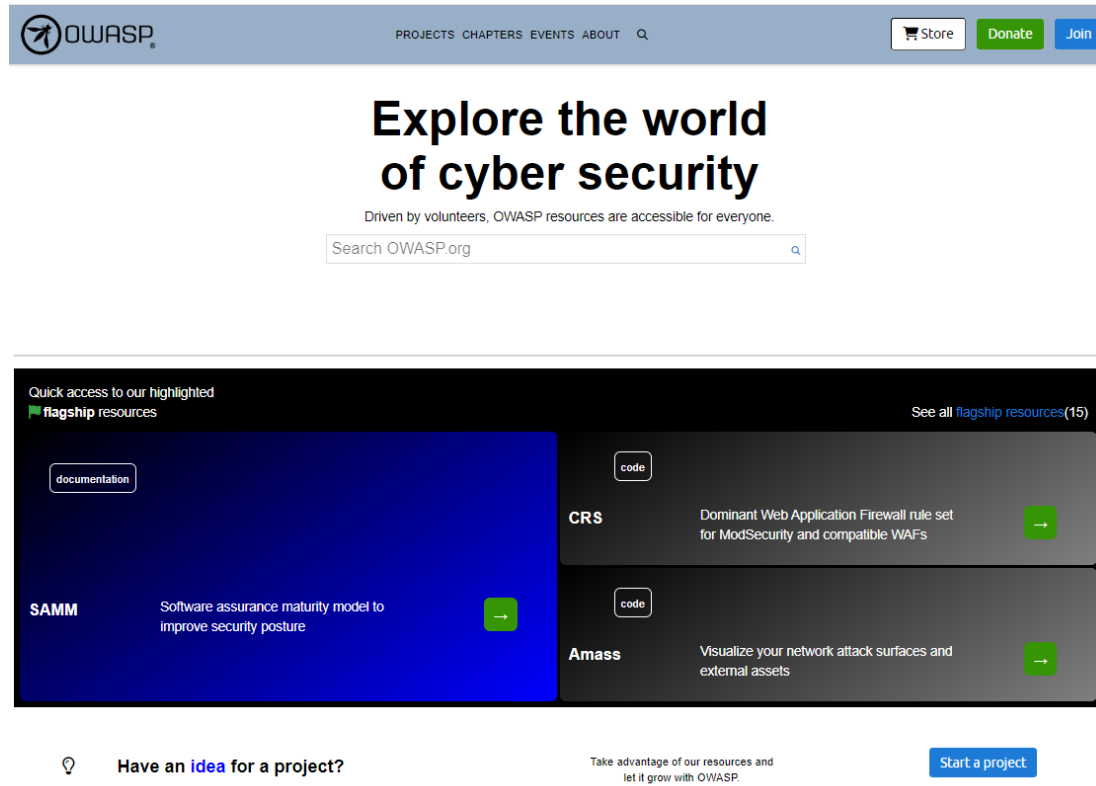 OWASP®
PROJECTS CHAPTERS EVENTS ABOUT
Store
Donate
Join
Explore the world
of cyber security
Driven by volunteers, OWASP resources are accessible for everyone.
Search OWASP.org
Quick access to our highlighted
flagship resources
See all flagship resources(15)
documentation
SAMM
Software assurance maturity model to
improve security posture
→
code
CRS
Dominant Web Application Firewall rule set
for ModSecurity and compatible WAFs
→
code
Amass
Visualize your network attack surfaces and
external assets
→
Have an idea for a project?
Take advantage of our resources and
let it grow with OWASP.
Start a project